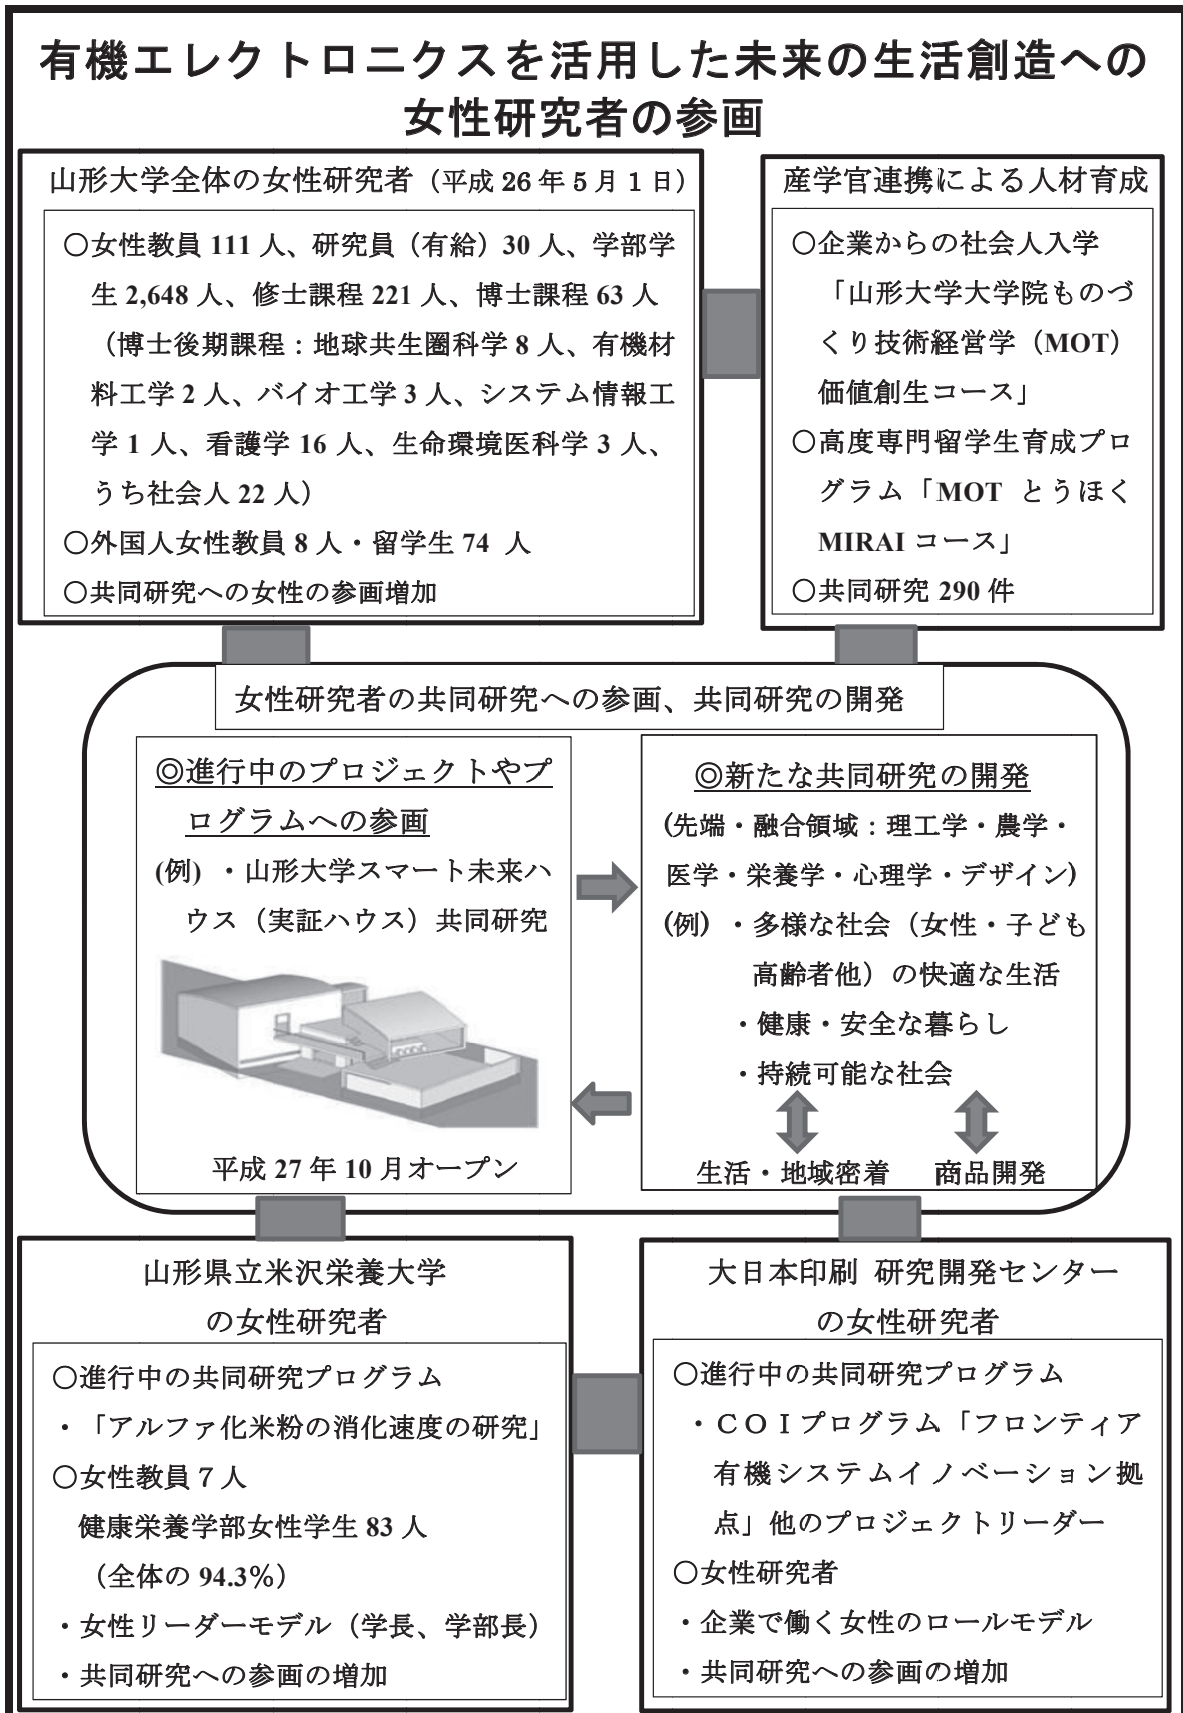 有機エレクトロニクスを活用した未来の生活創造への
女性研究者の参画
山形大学全体の女性研究者（平成 26 年 5 月 1 日）
○女性教員 111 人、研究員（有給）30 人、学部学
生 2,648 人、修士課程 221 人、博士課程 63 人
（博士後期課程：地球共生圏科学 8 人、有機材
料工学 2 人、バイオ工学 3 人、システム情報工
学 1 人、看護学 16 人、生命環境医科学 3 人、
うち社会人 22 人）
○外国人女性教員 8 人・留学生 74 人
○共同研究への女性の参画増加
産学官連携による人材育成
○企業からの社会人入学
「山形大学大学院ものづ
くり技術経営学（MOT）
価値創生コース」
○高度専門留学生育成プロ
グラム「MOT とうほく
MIRAI コース」
○共同研究 290 件
女性研究者の共同研究への参画、共同研究の開発
◎進行中のプロジェクトやプ
ログラムへの参画
(例) ・山形大学スマート未来ハ
ウス（実証ハウス）共同研究
平成 27 年 10 月オープン
◎新たな共同研究の開発
(先端・融合領域：理工学・農学・
医学・栄養学・心理学・デザイン)
(例) ・多様な社会（女性・子ども
高齢者他）の快適な生活
・健康・安全な暮らし
・持続可能な社会
生活・地域密着 商品開発
山形県立米沢栄養大学
の女性研究者
○進行中の共同研究プログラム
・「アルファ化米粉の消化速度の研究」
○女性教員 7 人
健康栄養学部女性学生 83 人
（全体の 94.3%）
・女性リーダーモデル（学長、学部長）
・共同研究への参画の増加
大日本印刷 研究開発センター
の女性研究者
○進行中の共同研究プログラム
・ＣＯＩプログラム「フロンティア
有機システムイノベーション拠
点」他のプロジェクトリーダー
○女性研究者
・企業で働く女性のロールモデル
・共同研究への参画の増加